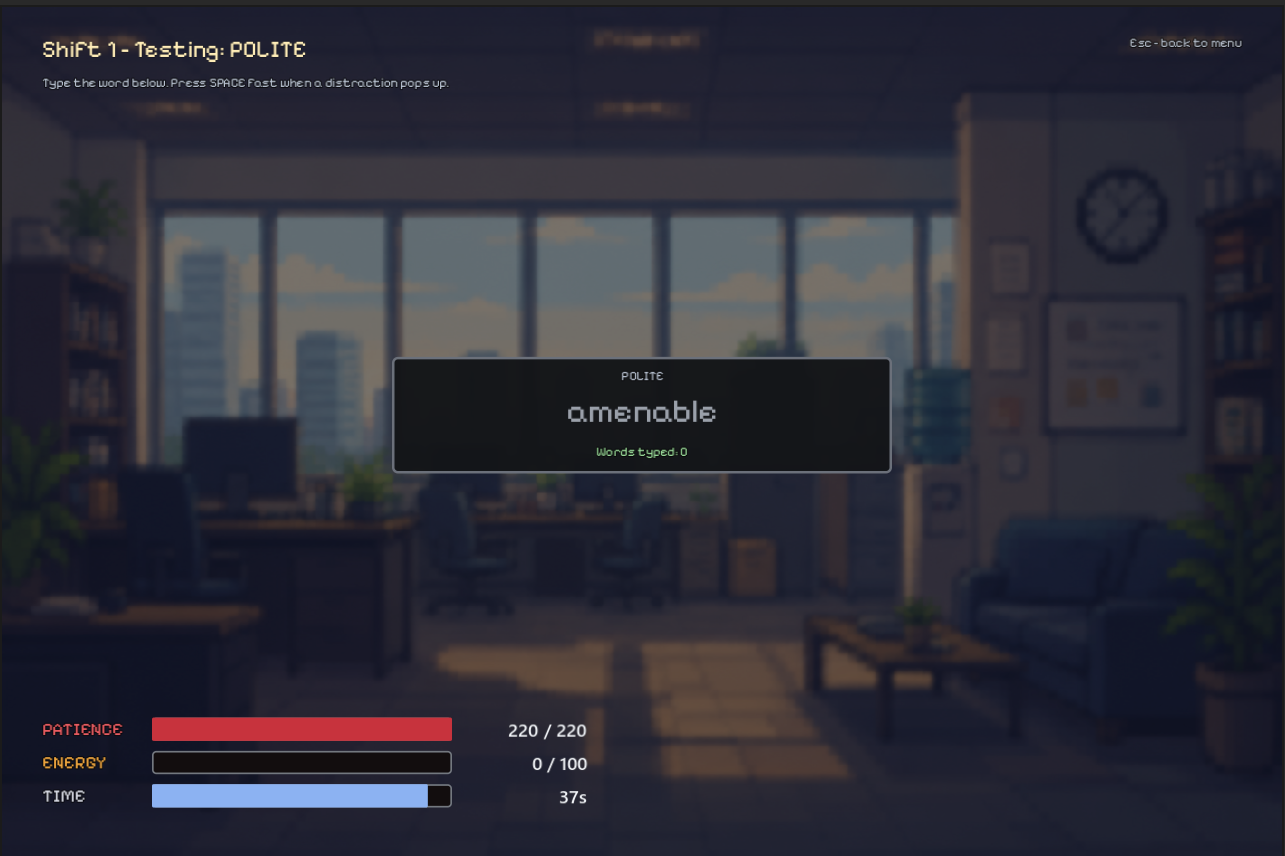 Shift 1 - Testing: POLITE
Esc - back to menu
Type the word below. Press SPACE fast when a distraction pops up.
POLITE
amenable
Words typed: 0
PATIENCE 220 / 220
ENERGY 0 / 100
TIME 37s